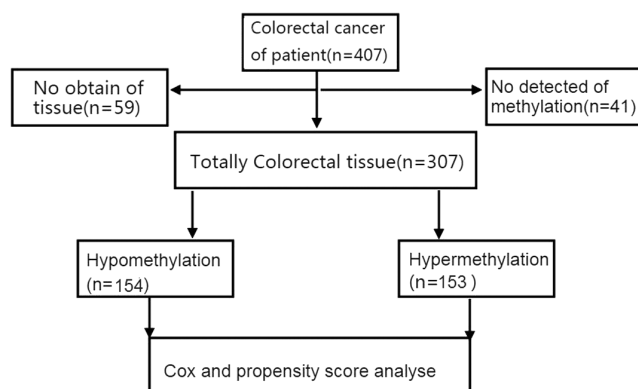 Colorectal cancer
of patient(n=407)
No obtain of
tissue(n=59)
No detected of
methylation(n=41)
Totally Colorectal tissue(n=307)
Hypomethylation
(n=154)
Hypermethylation
(n=153 )
Cox and propensity score analyse